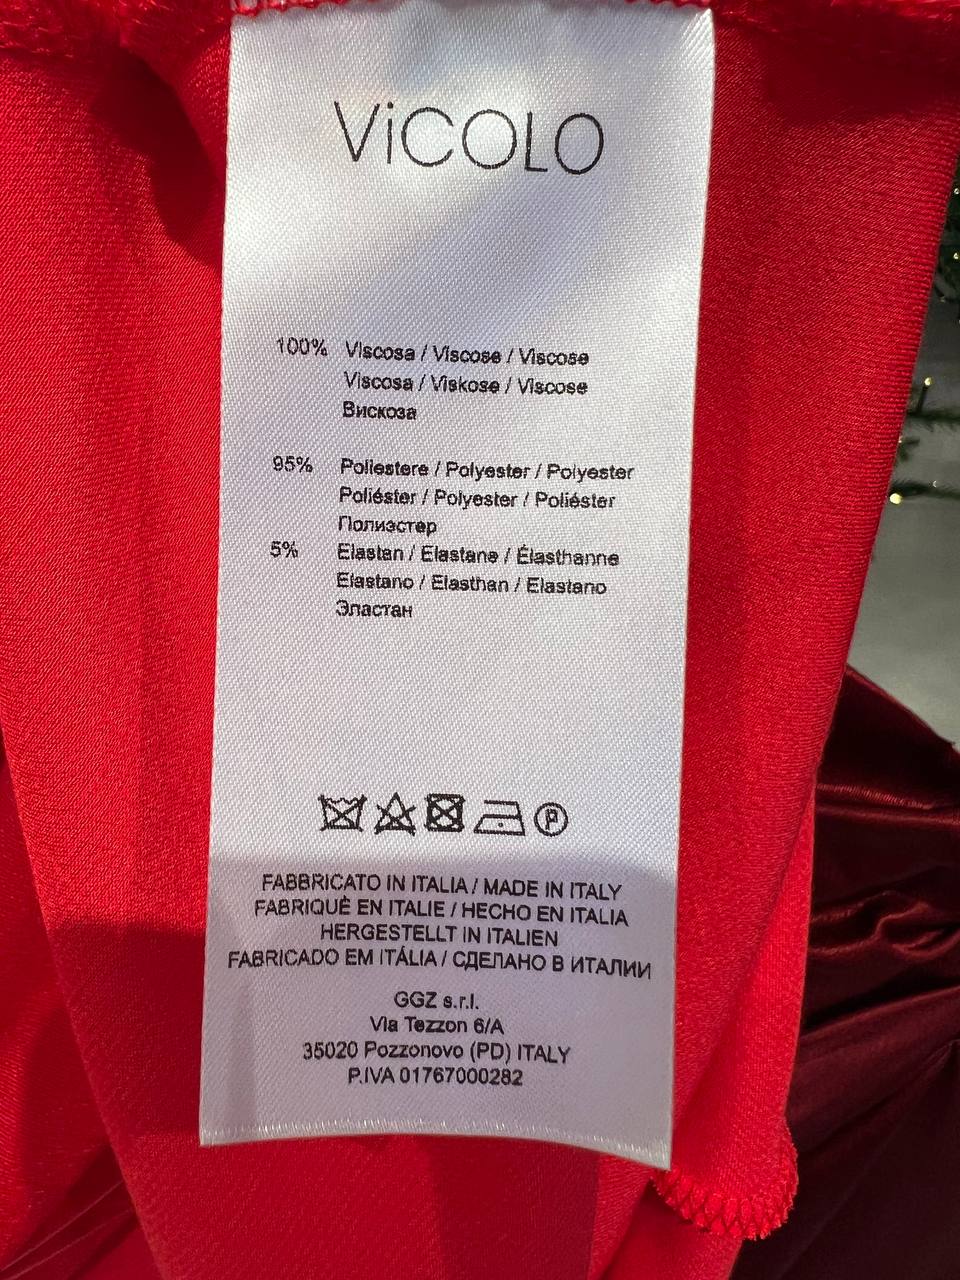 ViCOLO
100% Viscosa / Viscose / Viscose
Viscosa / Viskose / Viscose
Вискоза
95% Poliestere / Polyester / Polyester
Poliéster / Polyester / Poliéster
Полиэстер
5% Elastan / Elastane / Élasthanne
Elastano / Elasthan / Elastano
Эластан
P
FABBRICATO IN ITALIA / MADE IN ITALY
FABRIQUÈ EN ITALIE / HECHO EN ITALIA
HERGESTELLT IN ITALIEN
FABRICADO EM ITÁLIA / СДЕЛАНО В ИТАЛИИ
GGZ s.r.l.
Via Tezzon 6/A
35020 Pozzonovo (PD) ITALY
P.IVA 01767000282